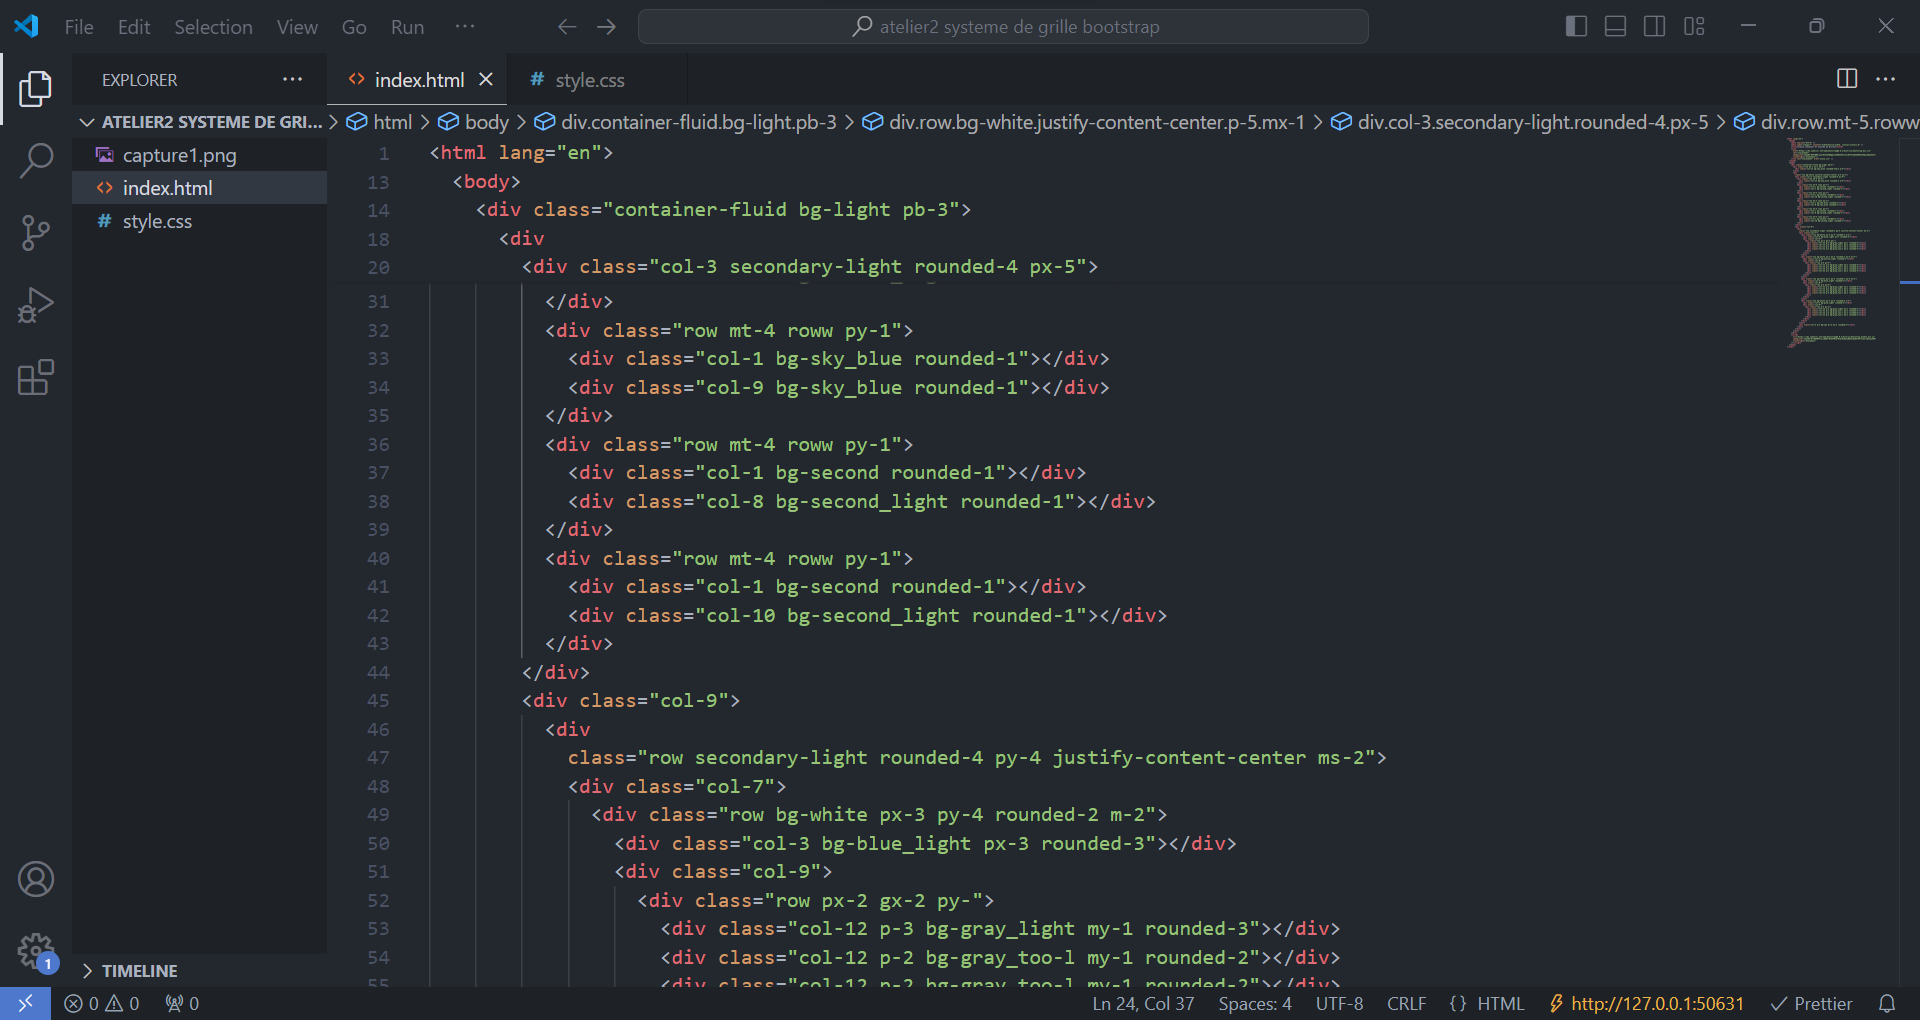 File Edit Selection View Go Run ··· atelier2 systeme de grille bootstrap
EXPLORER ···
index.html
# style.css
ATELIER2 SYSTEME DE GRI... > html > body > div.container-fluid.bg-light.pb-3 > div.row.bg-white.justify-content-center.p-5.mx-1 > div.col-3.secondary-light.rounded-4.px-5 > div.row.mt-5.roww
capture1.png
index.html
# style.css
1 <html lang="en">
13 <body>
14 <div class="container-fluid bg-light pb-3">
18 <div
20 <div class="col-3 secondary-light rounded-4 px-5">
31 </div>
32 <div class="row mt-4 roww py-1">
33 <div class="col-1 bg-sky_blue rounded-1"></div>
34 <div class="col-9 bg-sky_blue rounded-1"></div>
35 </div>
36 <div class="row mt-4 roww py-1">
37 <div class="col-1 bg-second rounded-1"></div>
38 <div class="col-8 bg-second_light rounded-1"></div>
39 </div>
40 <div class="row mt-4 roww py-1">
41 <div class="col-1 bg-second rounded-1"></div>
42 <div class="col-10 bg-second_light rounded-1"></div>
43 </div>
44 </div>
45 <div class="col-9">
46 <div
47 class="row secondary-light rounded-4 py-4 justify-content-center ms-2">
48 <div class="col-7">
49 <div class="row bg-white px-3 py-4 rounded-2 m-2">
50 <div class="col-3 bg-blue_light px-3 rounded-3"></div>
51 <div class="col-9">
52 <div class="row px-2 gx-2 py-">
53 <div class="col-12 p-3 bg-gray_light my-1 rounded-3"></div>
54 <div class="col-12 p-2 bg-gray_too-l my-1 rounded-2"></div>
55 <div class="col-12 p-2 bg-gray_too-l my-1 rounded-2"></div>
1
TIMELINE
0 0 0 Ln 24, Col 37 Spaces: 4 UTF-8 CRLF {} HTML http://127.0.0.1:50631 Prettier